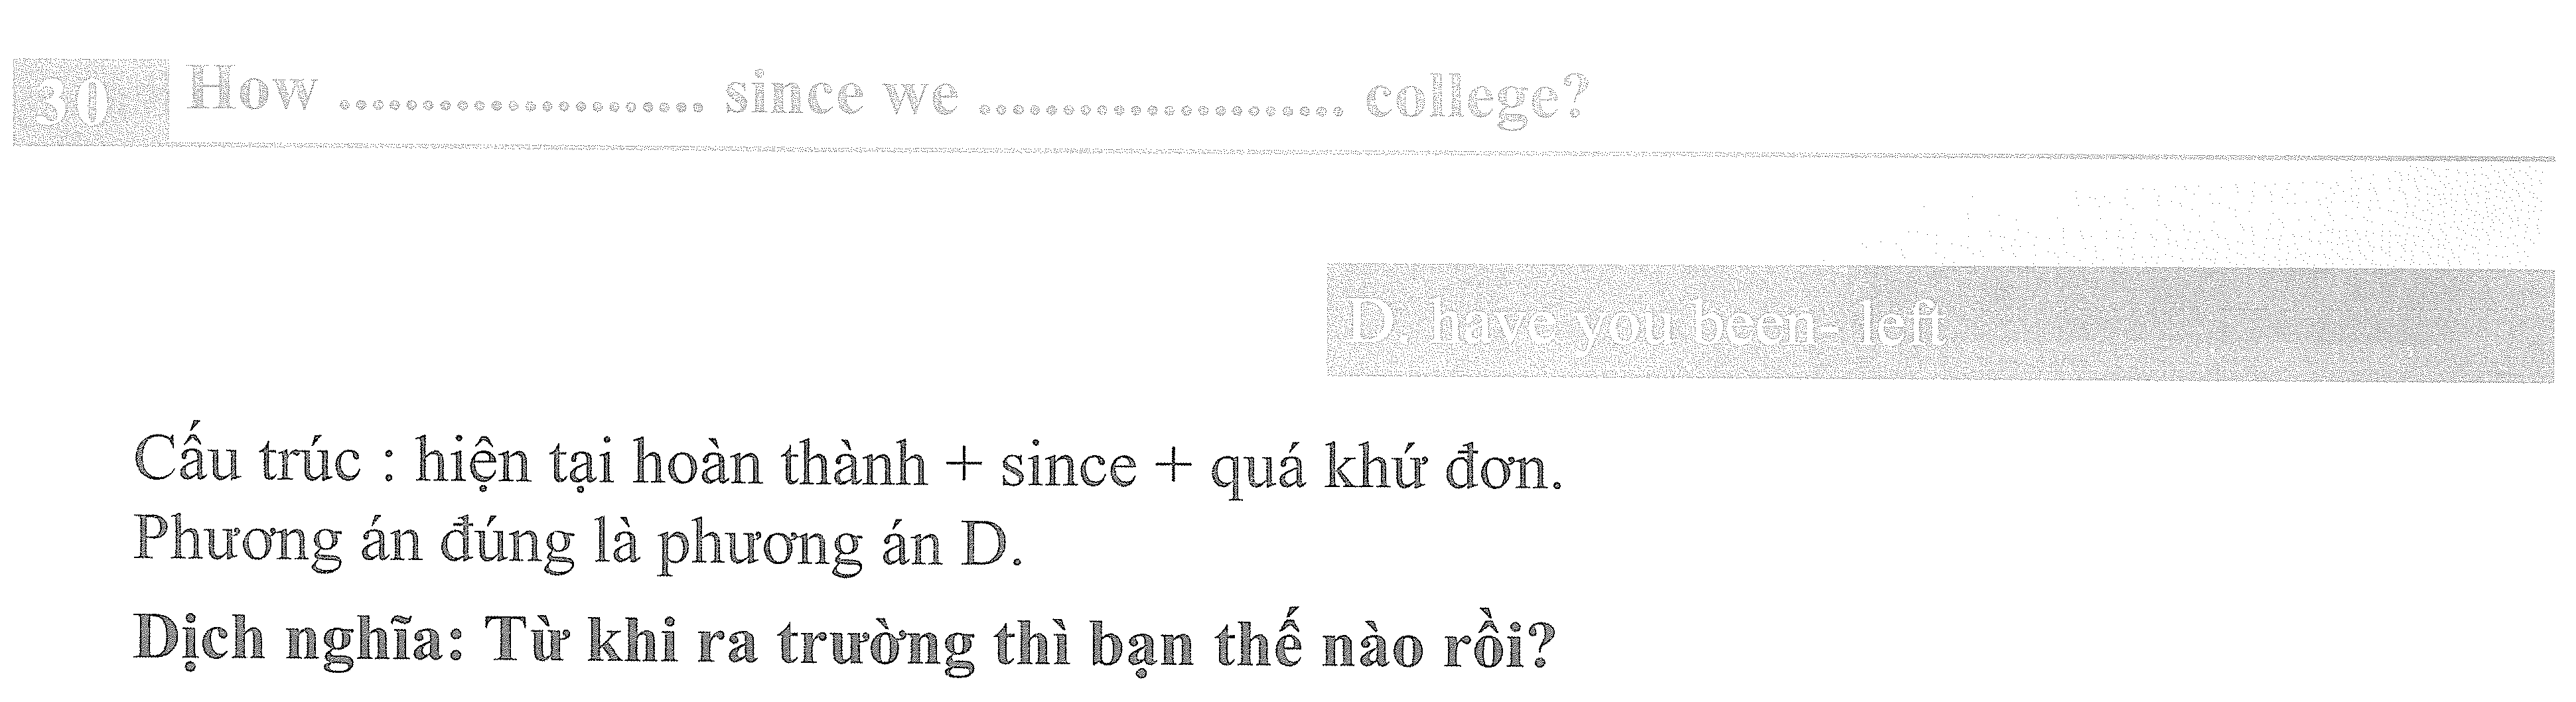 30 How ...................... since we ...................... college?
D. have you been- left
Cấu trúc : hiện tại hoàn thành + since + quá khứ đơn.
Phương án đúng là phương án D.
Dịch nghĩa: Từ khi ra trường thì bạn thế nào rồi?